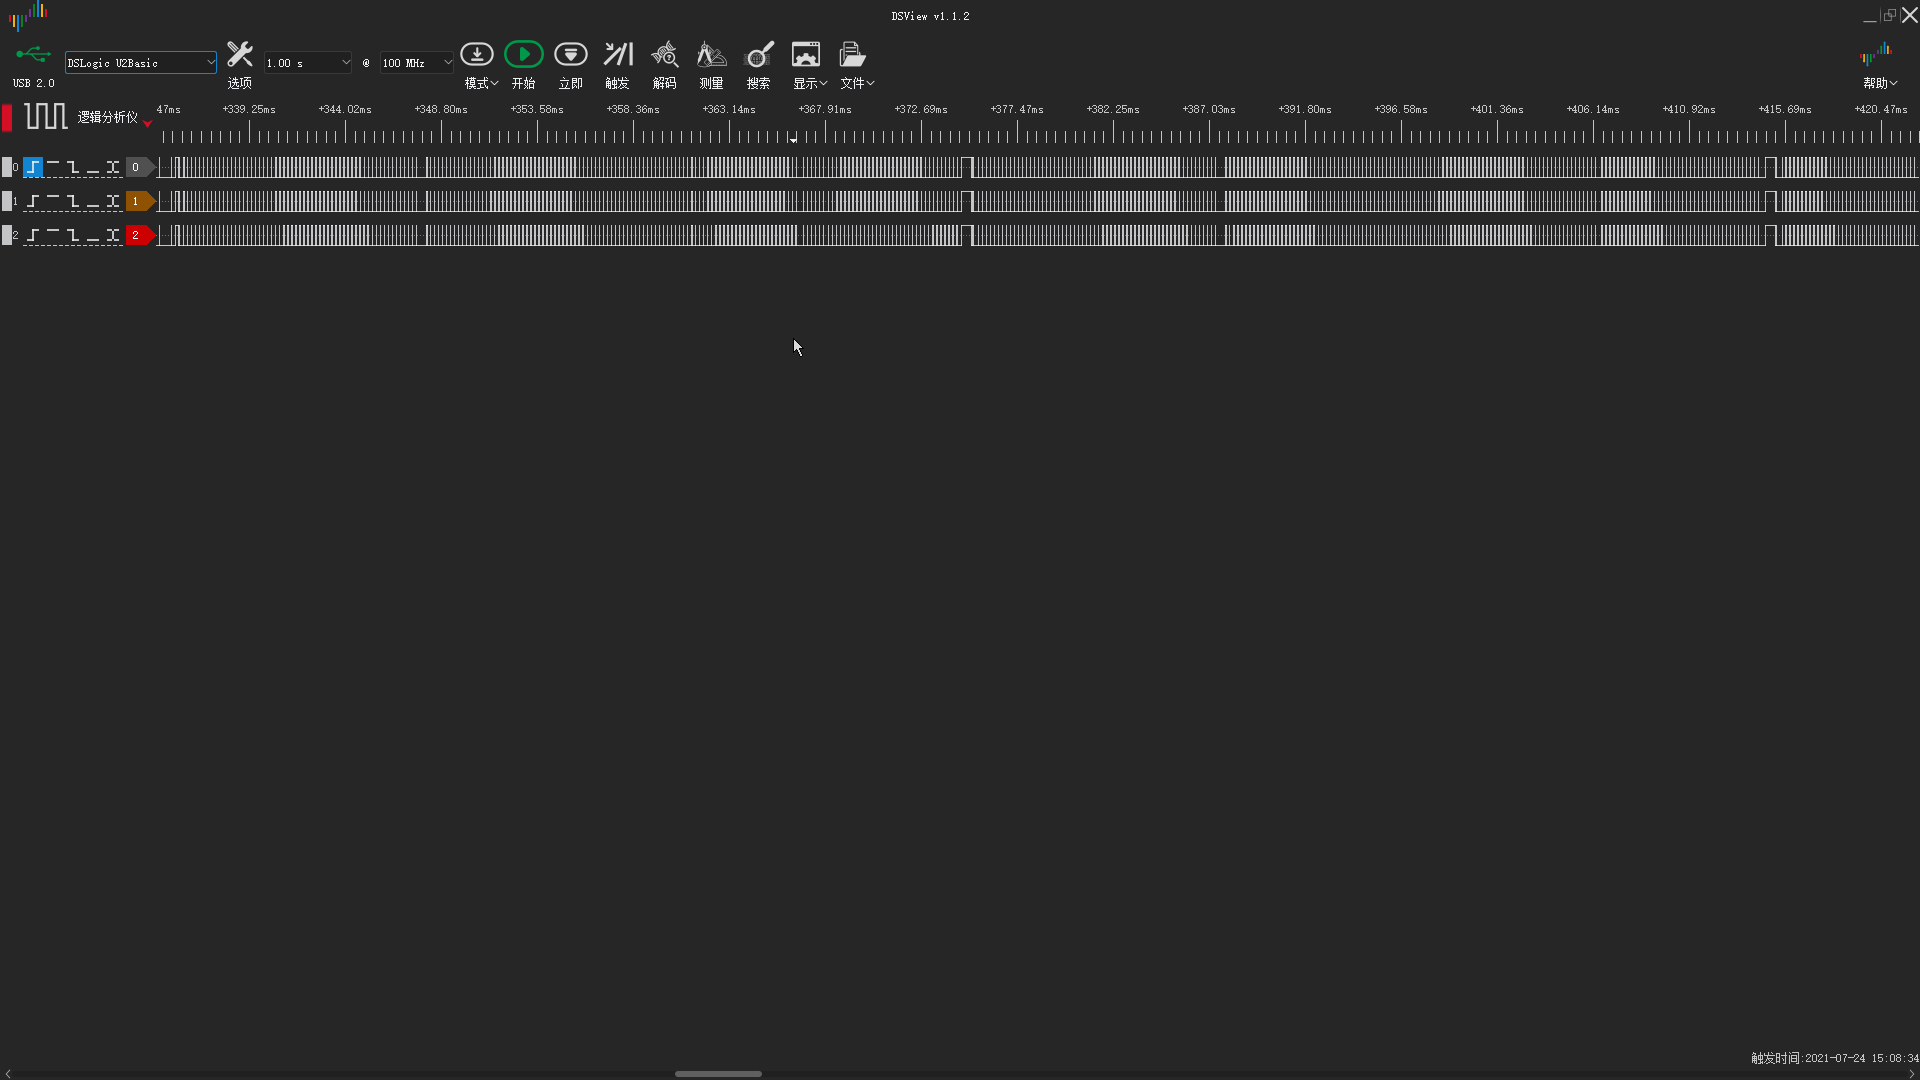 DSView v1.1.2
USB 2.0
DSLogic U2Basic
选项
1.00 s
@
100 MHz
模式
开始
立即
触发
解码
测量
搜索
显示
文件
帮助
逻辑分析仪
47ms +339.25ms +344.02ms +348.80ms +353.58ms +358.36ms +363.14ms +367.91ms +372.69ms +377.47ms +382.25ms +387.03ms +391.80ms +396.58ms +401.36ms +406.14ms +410.92ms +415.69ms +420.47ms
0 0
1 1
2 2
触发时间:2021-07-24 15:08:34